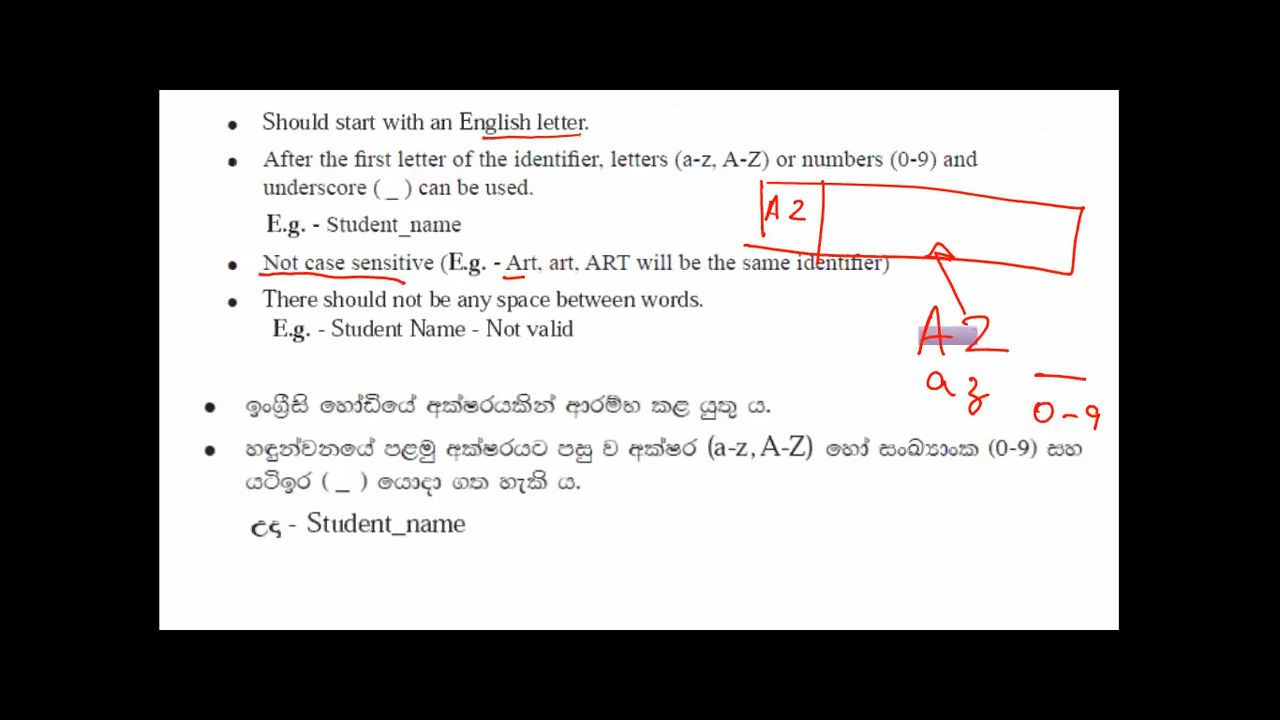 • Should start with an English letter.
• After the first letter of the identifier, letters (a-z, A-Z) or numbers (0-9) and
underscore ( _ ) can be used.
E.g. - Student_name
A Z
• Not case sensitive (E.g. - Art, art, ART will be the same identifier)
• There should not be any space between words.
E.g. - Student Name - Not valid
A Z
a z _
0-9
• ඉංග්‍රීසි හෝඩියේ අක්ෂරයකින් ආරම්භ කළ යුතු ය.
• හඳුන්වනයේ පළමු අක්ෂරයට පසු ව අක්ෂර (a-z, A-Z) හෝ සංඛ්‍යාංක (0-9) සහ
යටිඉර ( _ ) යොදා ගත හැකි ය.
උදා - Student_name